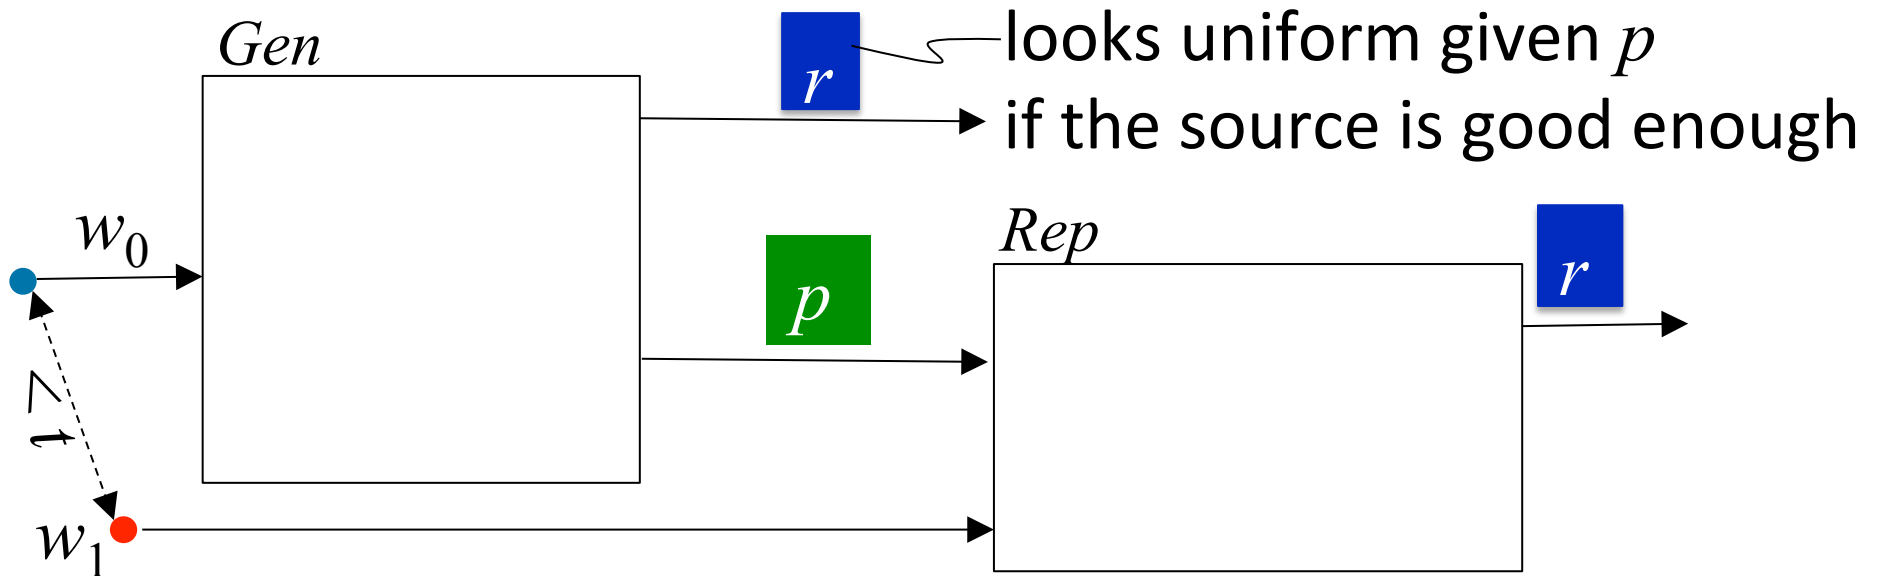 Gen
r
looks uniform given p
if the source is good enough
w₀
p
Rep
r
< t
w₁